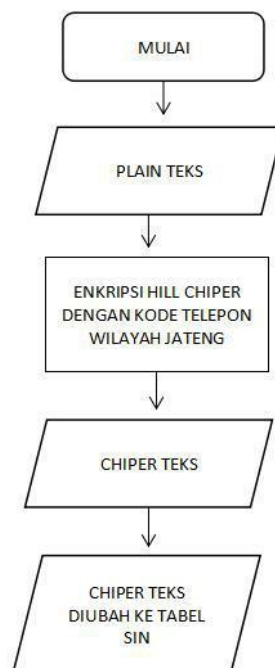 MULAI
PLAIN TEKS
ENKRIPSI HILL CHIPER
DENGAN KODE TELEPON
WILAYAH JATENG
CHIPER TEKS
CHIPER TEKS
DIUBAH KE TABEL
SIN